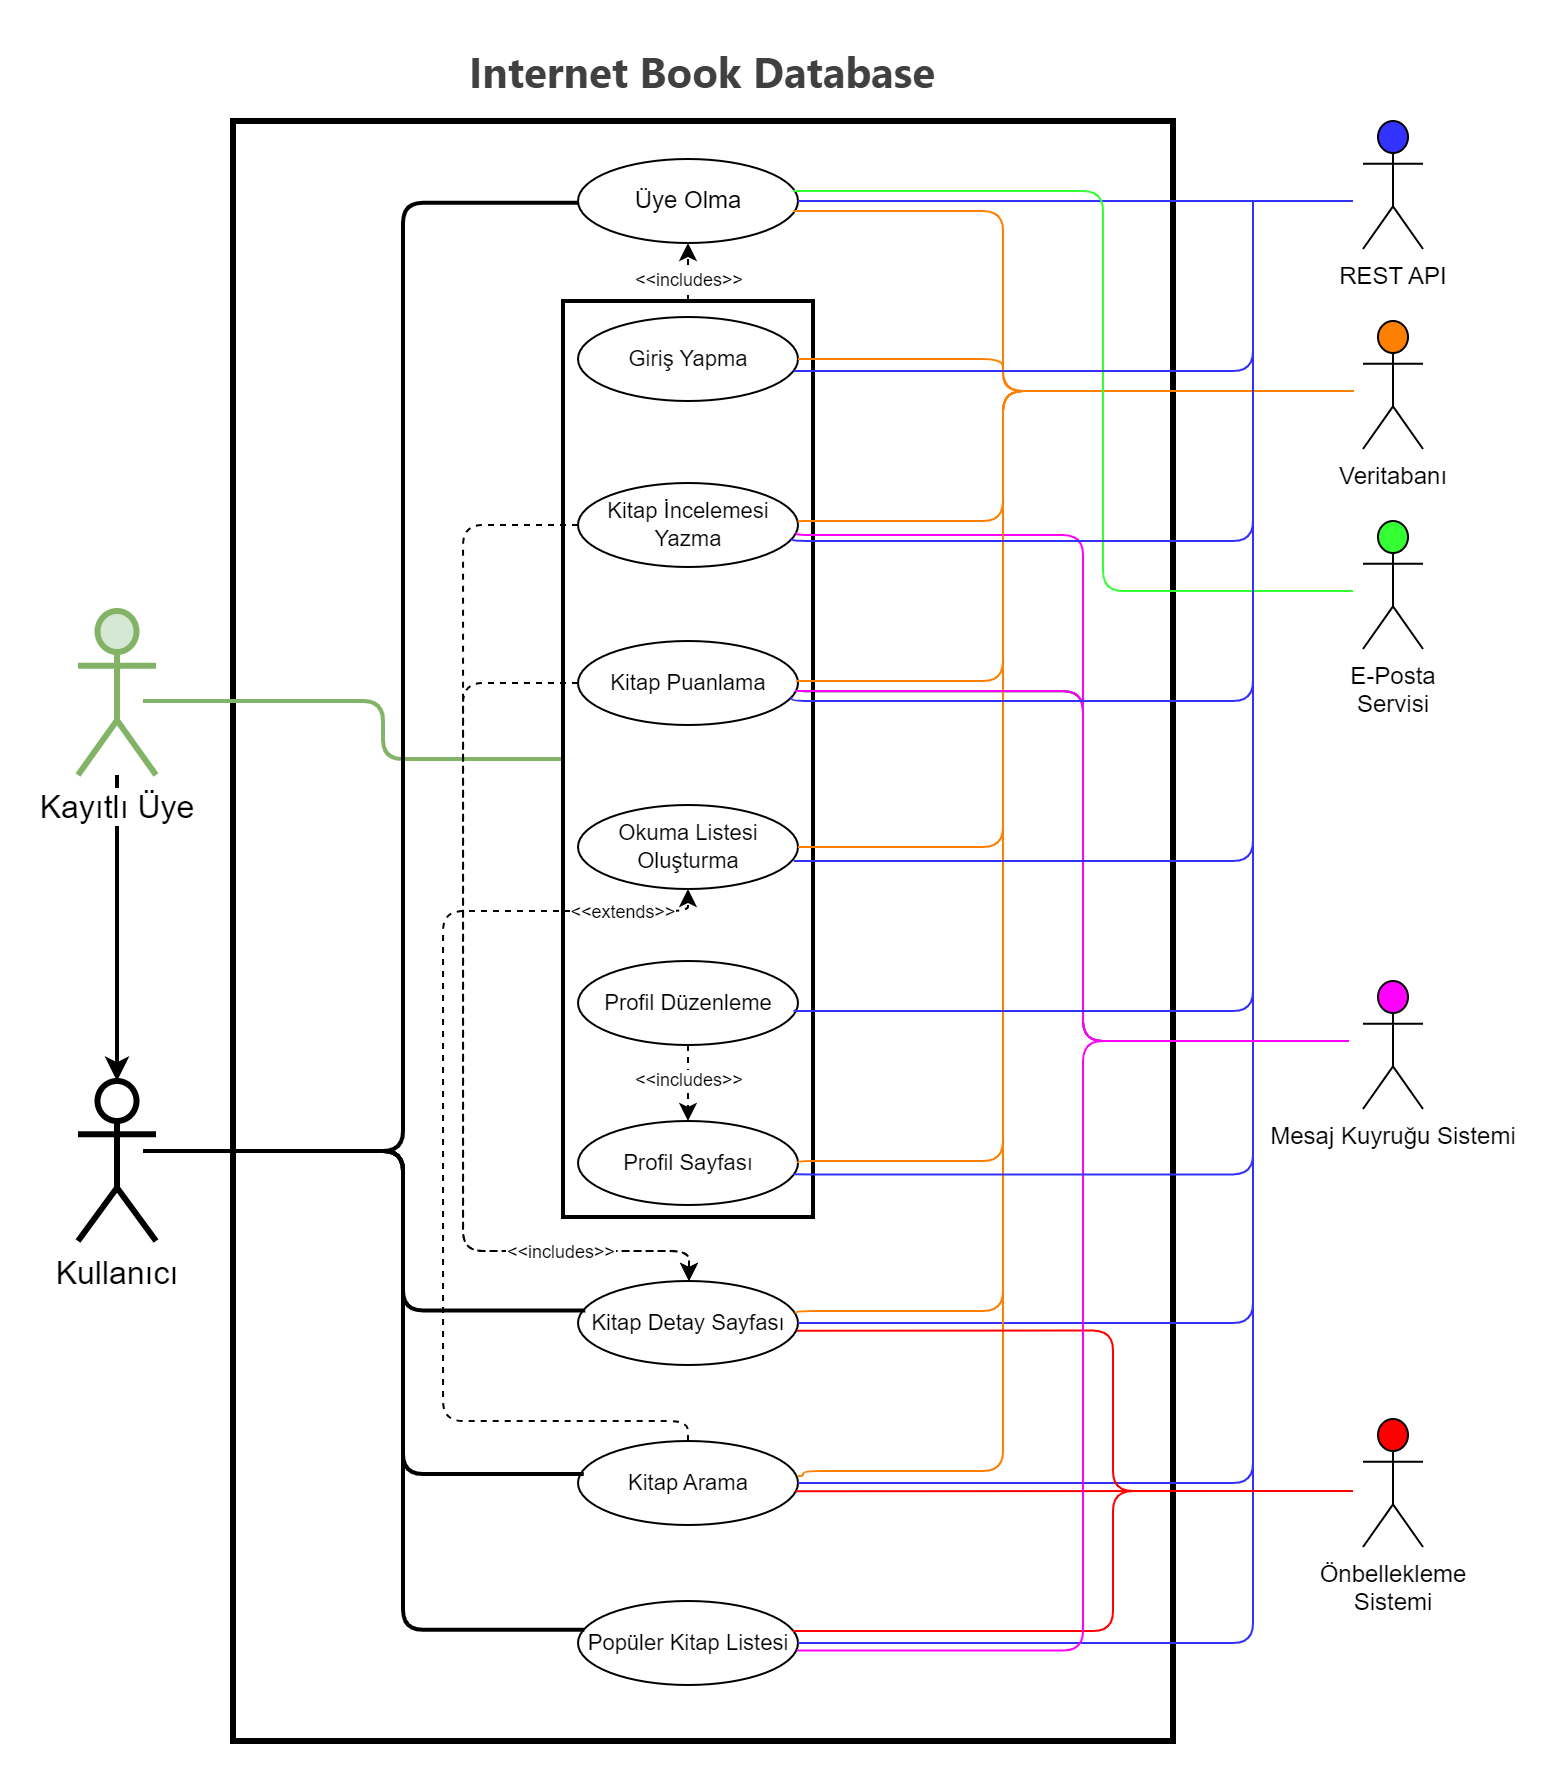 Internet Book Database
Üye Olma
<<includes>>
Giriş Yapma
Kitap İncelemesi
Yazma
Kitap Puanlama
Okuma Listesi
Oluşturma
<<extends>>
Profil Düzenleme
<<includes>>
Profil Sayfası
<<includes>>
Kitap Detay Sayfası
Kitap Arama
Popüler Kitap Listesi
Kayıtlı Üye
Kullanıcı
REST API
Veritabanı
E-Posta
Servisi
Mesaj Kuyruğu Sistemi
Önbellekleme
Sistemi